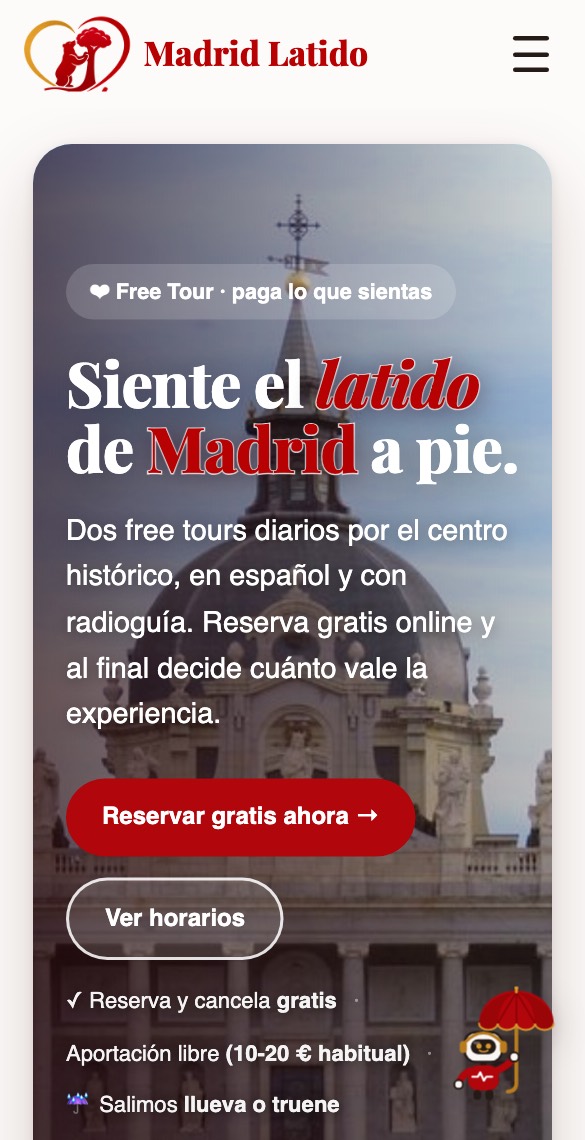 Madrid Latido
❤ Free Tour · paga lo que sientas
Siente el latido
de Madrid a pie.
Dos free tours diarios por el centro
histórico, en español y con
radioguía. Reserva gratis online y
al final decide cuánto vale la
experiencia.
Reservar gratis ahora →
Ver horarios
✓ Reserva y cancela gratis ·
Aportación libre (10-20 € habitual) ·
☔ Salimos llueva o truene